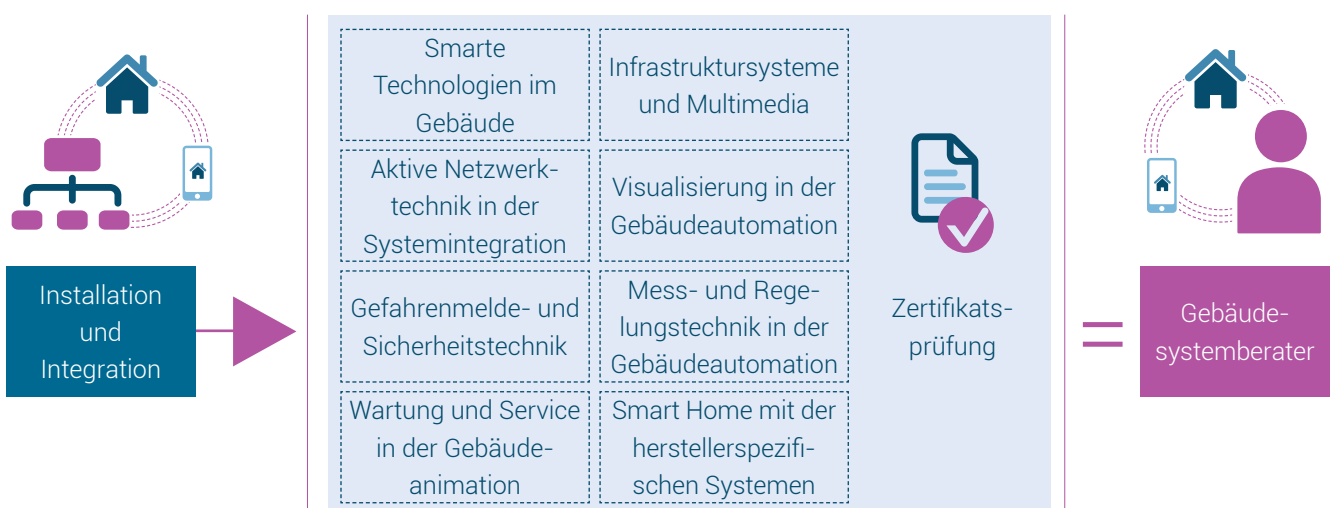 Installation
und
Integration
Smarte
Technologien im
Gebäude
Infrastruktursysteme
und Multimedia
Aktive Netzwerk-
technik in der
Systemintegration
Visualisierung in der
Gebäudeautomation
Gefahrenmelde- und
Sicherheitstechnik
Mess- und Rege-
lungstechnik in der
Gebäudeautomation
Wartung und Service
in der Gebäude-
animation
Smart Home mit der
herstellerspezifi-
schen Systemen
Zertifikats-
prüfung
=
Gebäude-
systemberater